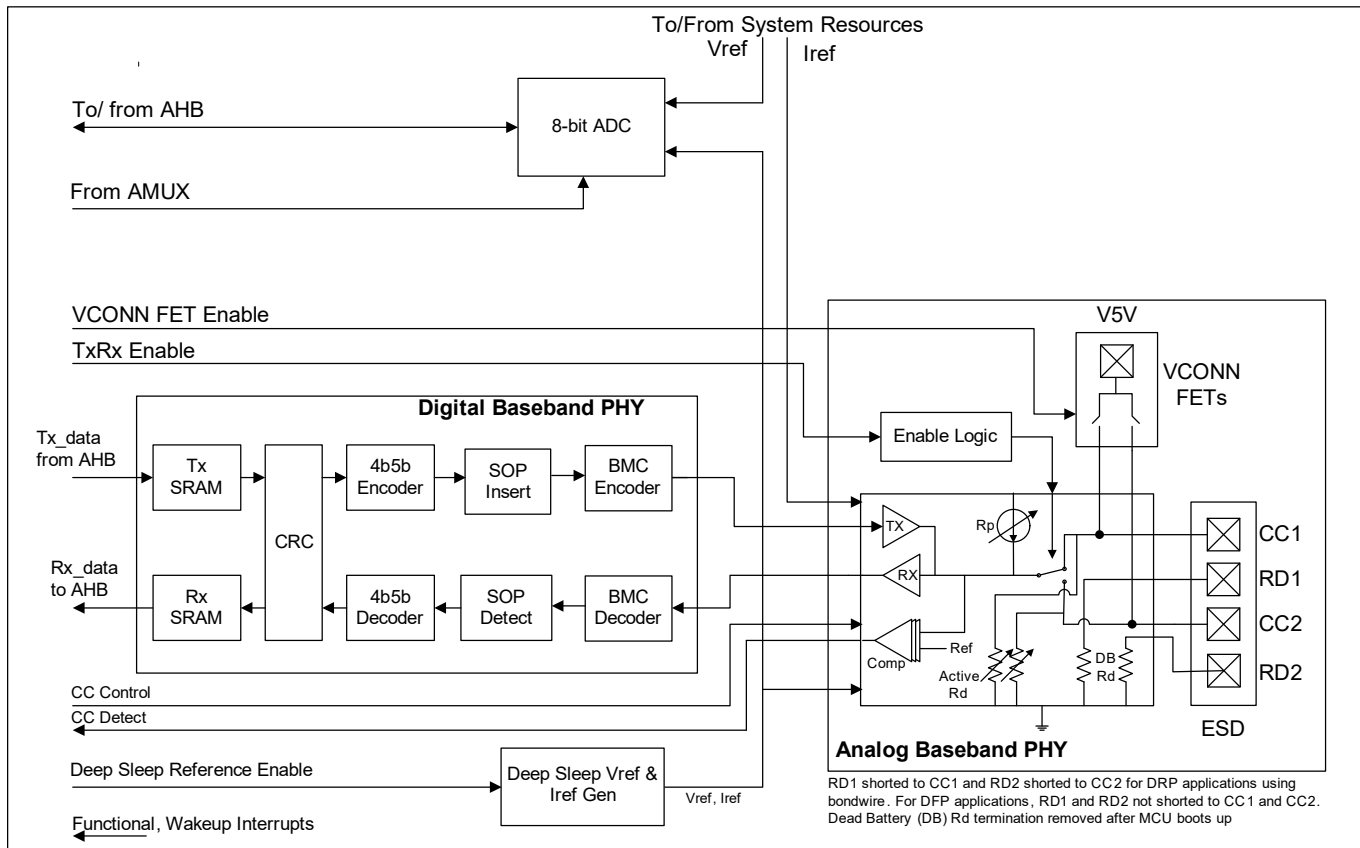 To/From System Resources
Vref
Iref
To/ from AHB
8-bit ADC
From AMUX
VCONN FET Enable
TxRx Enable
V5V
VCONN
FETs
Digital Baseband PHY
Enable Logic
Tx_data
from AHB
Tx
SRAM
CRC
4b5b
Encoder
SOP
Insert
BMC
Encoder
TX
Rp
CC1
Rx_data
to AHB
Rx
SRAM
4b5b
Decoder
SOP
Detect
BMC
Decoder
RX
RD1
CC2
Comp
Ref
Active
Rd
DB
Rd
RD2
CC Control
CC Detect
ESD
Analog Baseband PHY
Deep Sleep Reference Enable
Deep Sleep Vref &
Iref Gen
Vref, Iref
RD1 shorted to CC1 and RD2 shorted to CC2 for DRP applications using
bondwire. For DFP applications, RD1 and RD2 not shorted to CC1 and CC2.
Dead Battery (DB) Rd termination removed after MCU boots up
Functional, Wakeup Interrupts